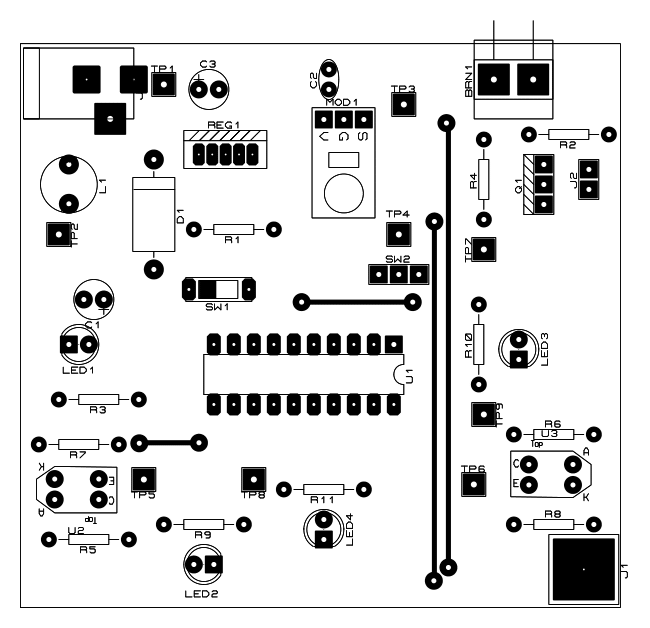 BRN1
C3
TP1
J
C2
TP3
MOD1
V G S
REG1
R2
L1
D1
R4
Q1
J2
TP2
R1
TP4
TP7
SW2
SW1
C1
LED1
U1
R10
LED3
R3
TP9
R6
U3
Top
R7
K
E
C
A
Top
U2
TP5
TP8
TP6
C
E
A
K
R11
R5
R9
LED4
R8
LED2
J1